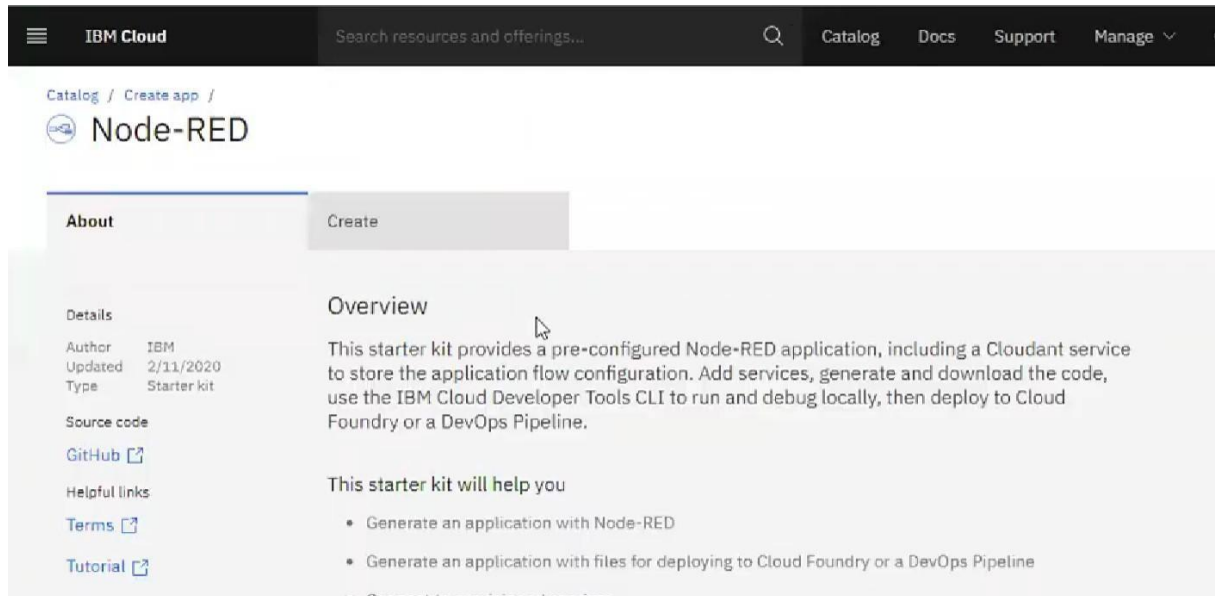 IBM Cloud
Search resources and offerings...
Catalog
Docs
Support
Manage
Catalog / Create app /
Node-RED
About
Create
Details
Author IBM
Updated 2/11/2020
Type Starter kit
Source code
GitHub
Helpful links
Terms
Tutorial
Overview
This starter kit provides a pre-configured Node-RED application, including a Cloudant service
to store the application flow configuration. Add services, generate and download the code,
use the IBM Cloud Developer Tools CLI to run and debug locally, then deploy to Cloud
Foundry or a DevOps Pipeline.
This starter kit will help you
• Generate an application with Node-RED
• Generate an application with files for deploying to Cloud Foundry or a DevOps Pipeline